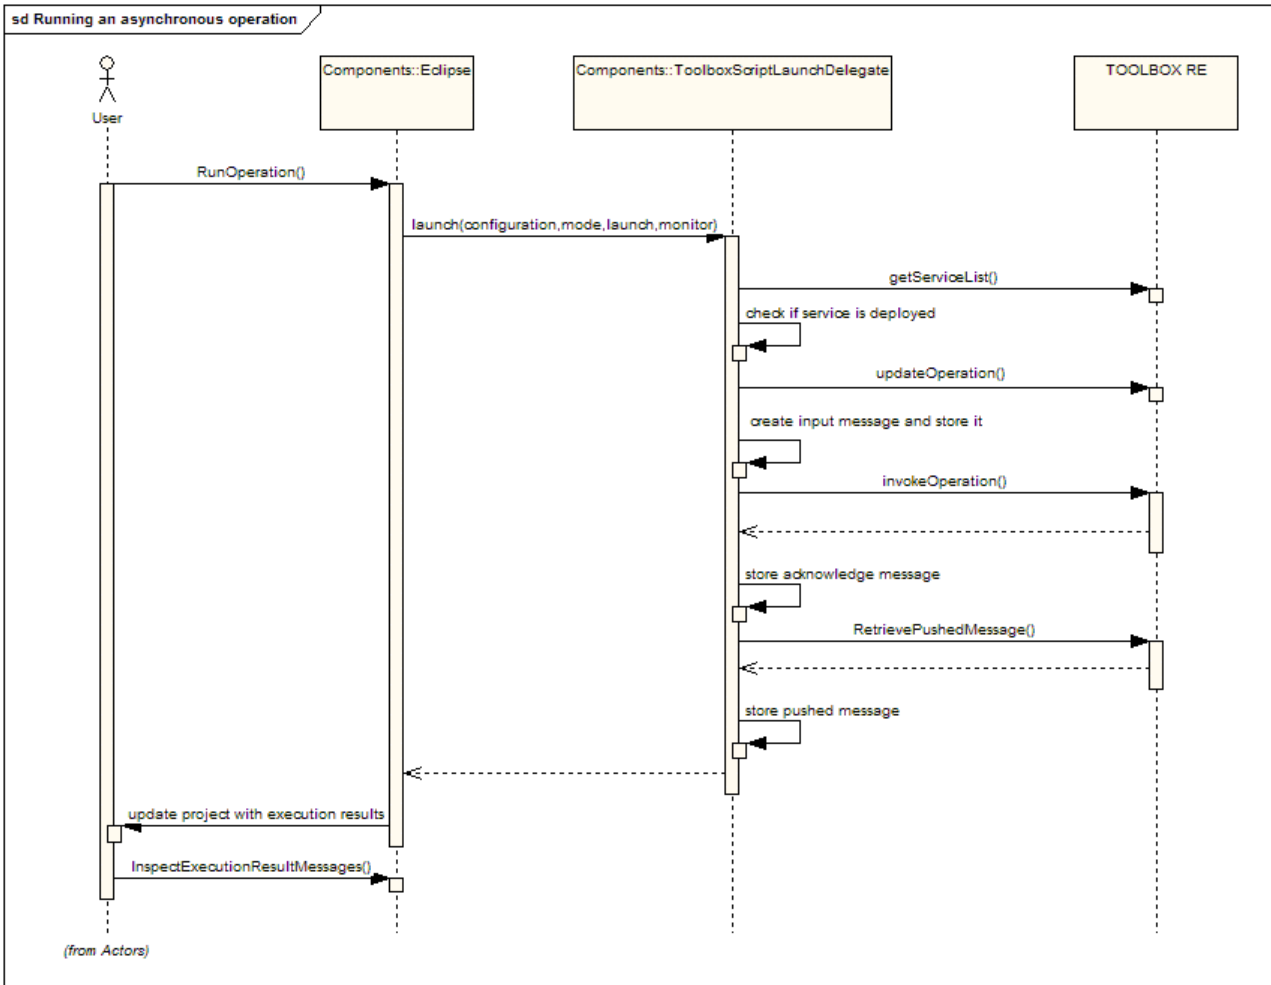 sd Running an asynchronous operation
Components::Eclipse
Components::ToolboxScriptLaunchDelegate
TOOLBOX RE
User
RunOperation()
launch(configuration,mode,launch,monitor)
getServiceList()
check if service is deployed
updateOperation()
create input message and store it
invokeOperation()
store acknowledge message
RetrievePushedMessage()
store pushed message
update project with execution results
InspectExecutionResultMessages()
(from Actors)